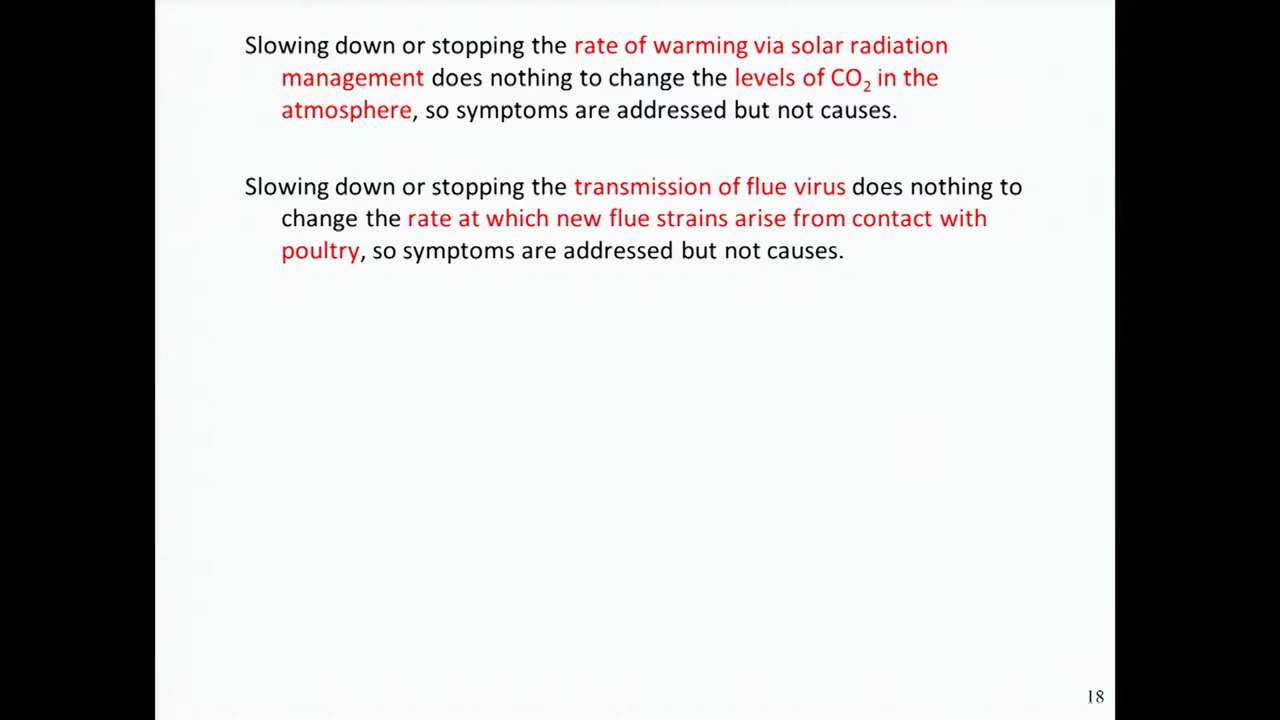 Slowing down or stopping the rate of warming via solar radiation
management does nothing to change the levels of CO₂ in the
atmosphere, so symptoms are addressed but not causes.
Slowing down or stopping the transmission of flue virus does nothing to
change the rate at which new flue strains arise from contact with
poultry, so symptoms are addressed but not causes.
18